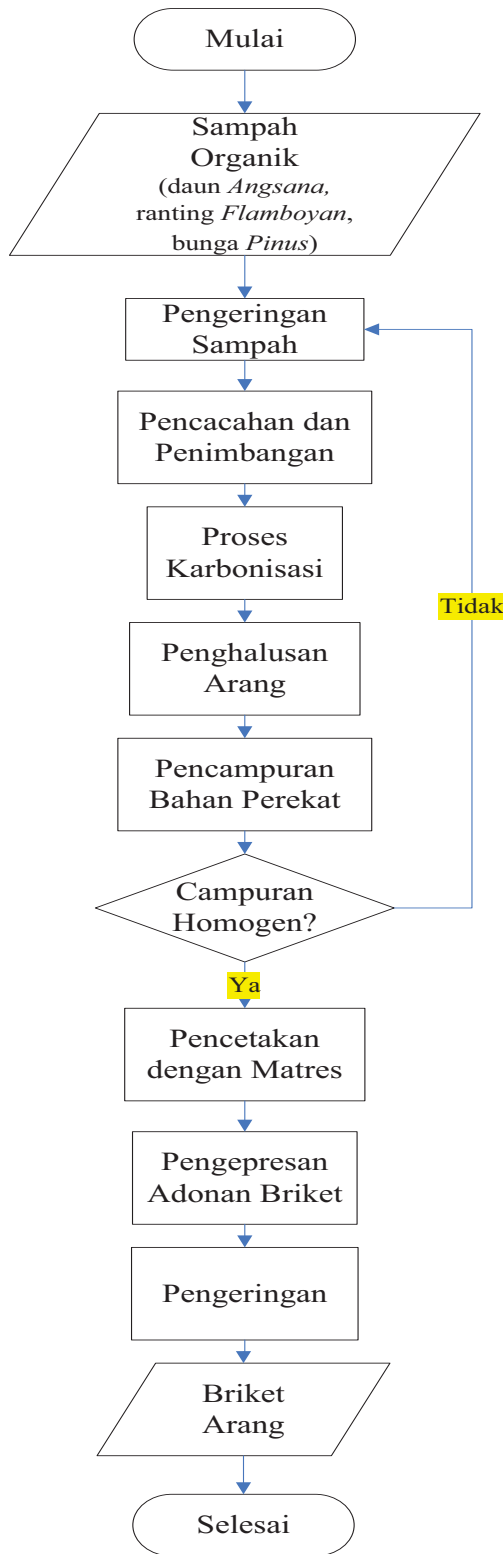 Mulai
Sampah
Organik
(daun Angsana,
ranting Flamboyan,
bunga Pinus)
Pengeringan
Sampah
Pencacahan dan
Penimbangan
Proses
Karbonisasi
Tidak
Penghalusan
Arang
Pencampuran
Bahan Perekat
Campuran
Homogen?
Ya
Pencetakan
dengan Matres
Pengepresan
Adonan Briket
Pengeringan
Briket
Arang
Selesai